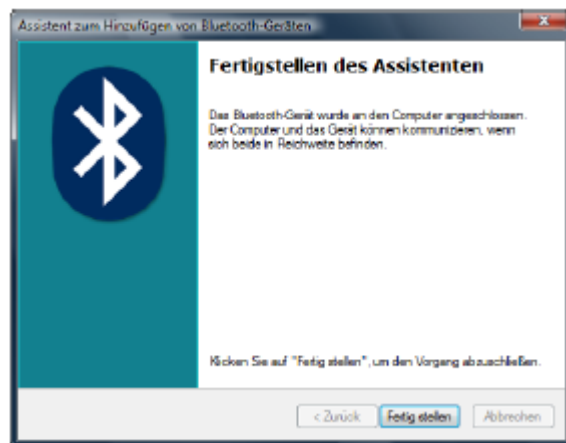 Assistent zum Hinzufügen von Bluetooth-Geräten
Fertigstellen des Assistenten
Das Bluetooth-Gerät wurde an den Computer angeschlossen.
Der Computer und das Gerät können kommunizieren, wenn
sich beide in Reichweite befinden.
Klicken Sie auf "Fertig stellen", um den Vorgang abzuschließen.
< Zurück Fertig stellen Abbrechen